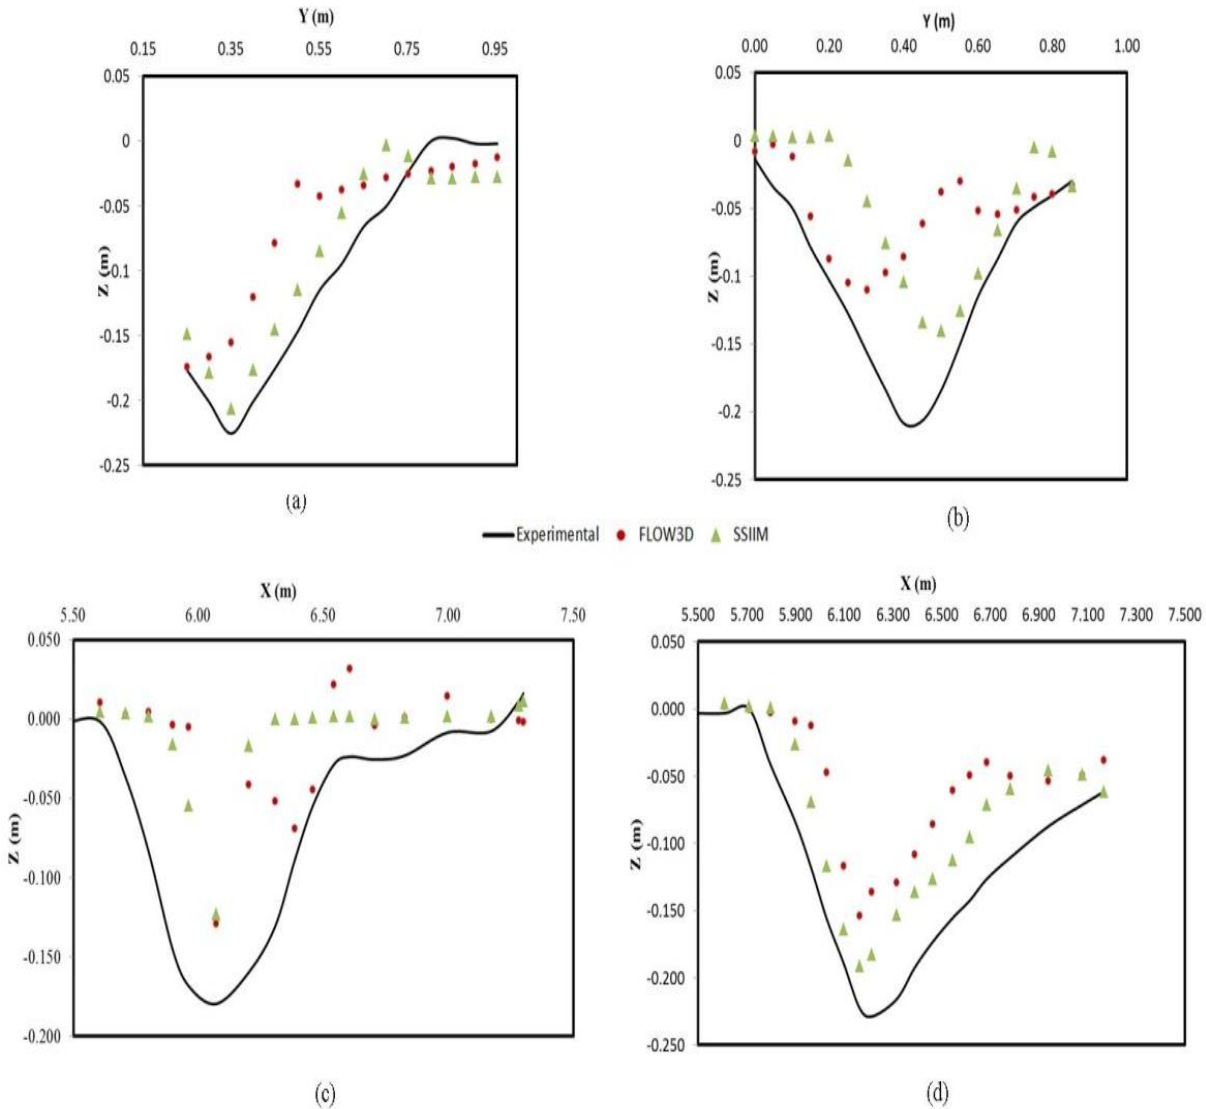 Y (m)
0.15 0.35 0.55 0.75 0.95
0.05
0
-0.05
-0.1
-0.15
-0.2
-0.25
Z (m)
(a)
Y (m)
0.00 0.20 0.40 0.60 0.80 1.00
0.05
0
-0.05
-0.1
-0.15
-0.2
-0.25
Z (m)
(b)
Experimental FLOW3D SSIIM
X (m)
5.50 6.00 6.50 7.00 7.50
0.050
0.000
-0.050
-0.100
-0.150
-0.200
Z (m)
(c)
X (m)
5.500 5.700 5.900 6.100 6.300 6.500 6.700 6.900 7.100 7.300 7.500
0.050
0.000
-0.050
-0.100
-0.150
-0.200
-0.250
Z (m)
(d)